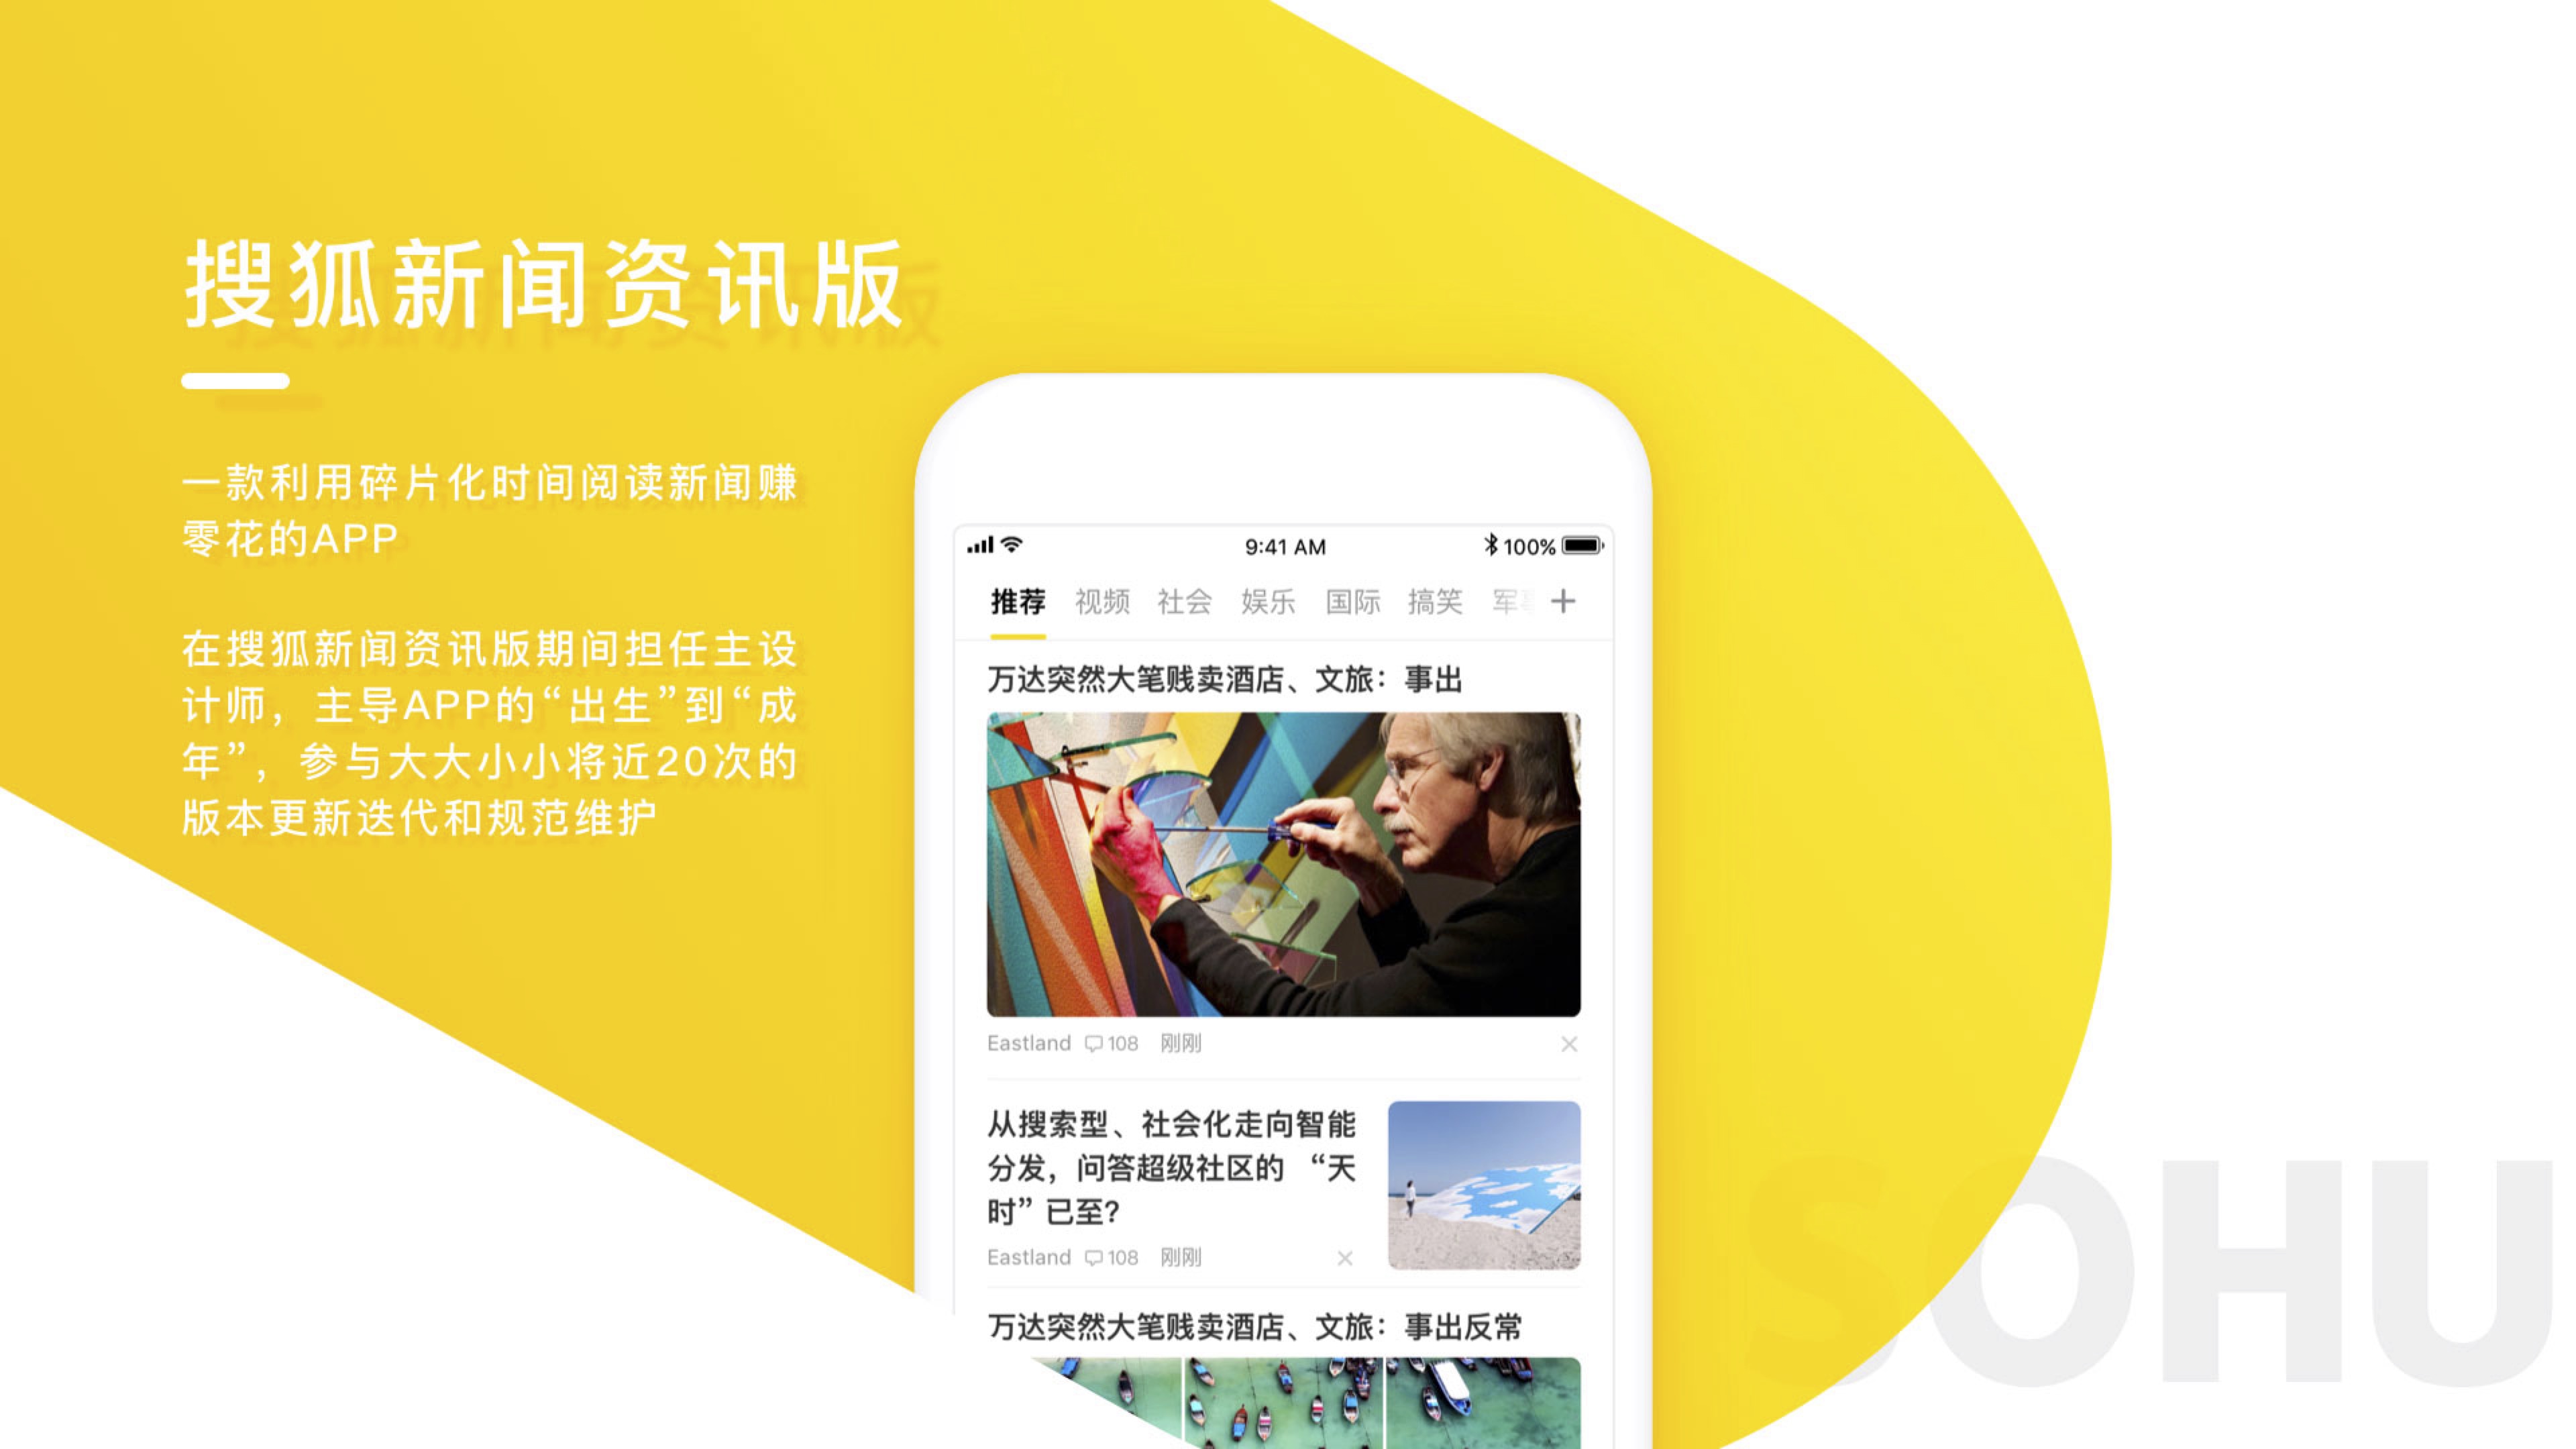 搜狐新闻资讯版
一款利用碎片化时间阅读新闻赚
零花的APP
在搜狐新闻资讯版期间担任主设
计师，主导APP的“出生”到“成
年”，参与大大小小将近20次的
版本更新迭代和规范维护
9:41 AM
100%
推荐 视频 社会 娱乐 国际 搞笑 军事
万达突然大笔贱卖酒店、文旅：事出
Eastland 108 刚刚
从搜索型、社会化走向智能
分发，问答超级社区的 “天
时”已至？
Eastland 108 刚刚
万达突然大笔贱卖酒店、文旅：事出反常
SOHU